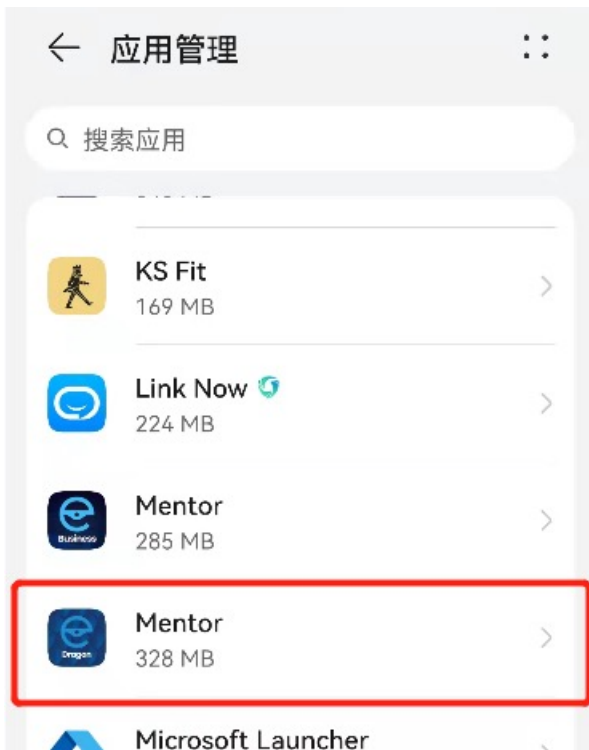 应用管理
搜索应用
KS Fit
169 MB
Link Now
224 MB
Mentor
Business
285 MB
Mentor
Dragon
328 MB
Microsoft Launcher